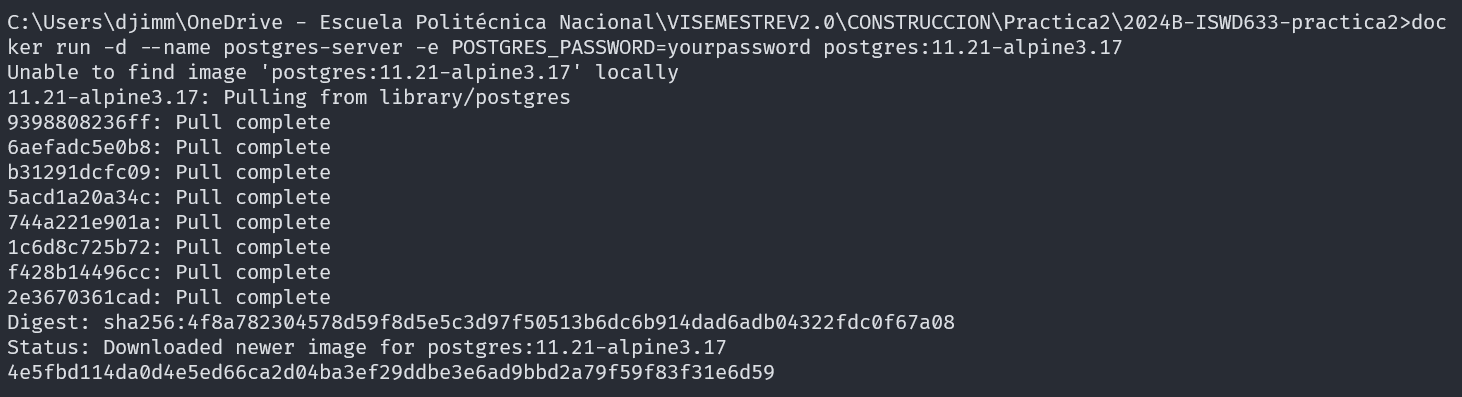 C:\Users\djimm\OneDrive - Escuela Politécnica Nacional\VISEMESTREV2.0\CONSTRUCCION\Practica2\2024B-ISWD633-practica2>doc
ker run -d --name postgres-server -e POSTGRES_PASSWORD=yourpassword postgres:11.21-alpine3.17
Unable to find image 'postgres:11.21-alpine3.17' locally
11.21-alpine3.17: Pulling from library/postgres
9398808236ff: Pull complete
6aefadc5e0b8: Pull complete
b31291dcfc09: Pull complete
5acd1a20a34c: Pull complete
744a221e901a: Pull complete
1c6d8c725b72: Pull complete
f428b14496cc: Pull complete
2e3670361cad: Pull complete
Digest: sha256:4f8a782304578d59f8d5e5c3d97f50513b6dc6b914dad6adb04322fdc0f67a08
Status: Downloaded newer image for postgres:11.21-alpine3.17
4e5fbd114da0d4e5ed66ca2d04ba3ef29ddbe3e6ad9bbd2a79f59f83f31e6d59